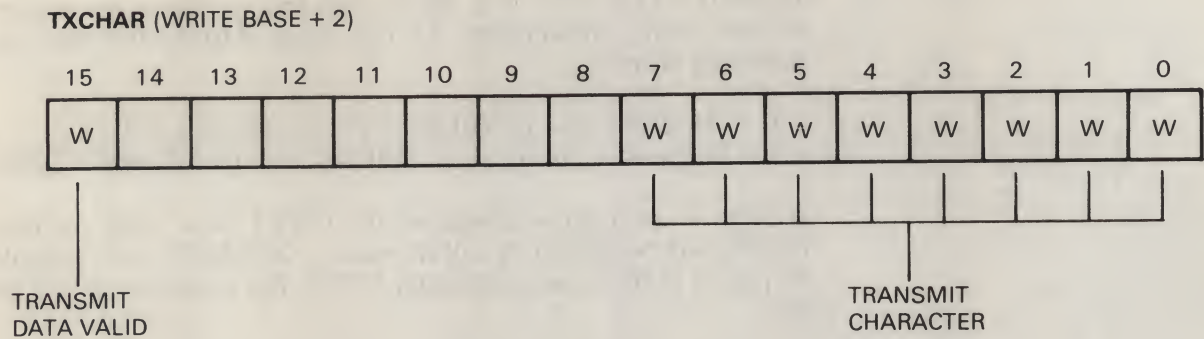 TXCHAR (WRITE BASE + 2)
15 14 13 12 11 10 9 8 7 6 5 4 3 2 1 0
W W W W W W W W W
TRANSMIT
DATA VALID
TRANSMIT
CHARACTER